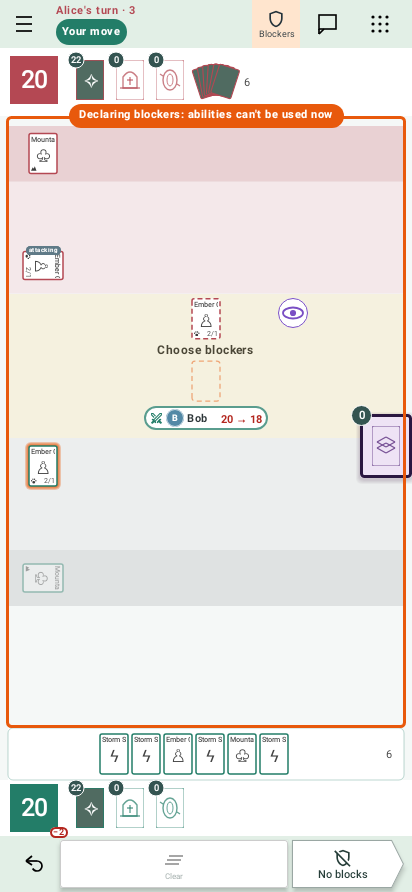 Alice's turn · 3
Your move
Blockers
20
22
0
0
6
Declaring blockers: abilities can't be used now
Mounta
attacking
Ember (
2/1
Ember (
2/1
Choose blockers
B Bob 20 → 18
0
Ember (
2/1
Mounta
Storm S
Storm S
Ember (
Storm S
Mounta
Storm S
6
20
-2
22
0
0
Clear
No blocks